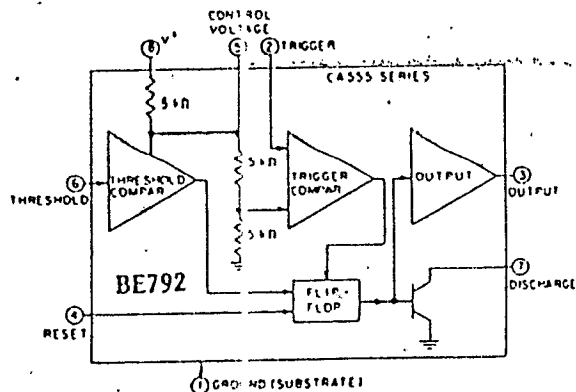 CONTROL
VOLTAGE
8 V+
5
2 TRIGGER
CA555 SERIES
5 kΩ
5 kΩ
THRESHOLD
COMPAR
TRIGGER
COMPAR
OUTPUT
6
THRESHOLD
3
OUTPUT
5 kΩ
BE792
FLIP-
FLOP
7
DISCHARGE
4
RESET
1 GROUND (SUBSTRATE)